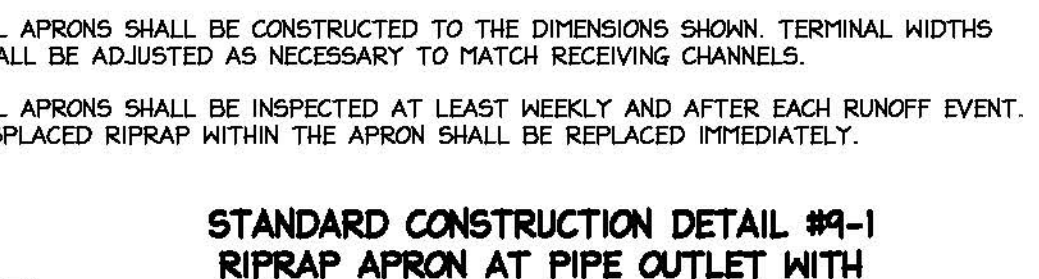 L APRONS SHALL BE CONSTRUCTED TO THE DIMENSIONS SHOWN. TERMINAL WIDTHS
ALL BE ADJUSTED AS NECESSARY TO MATCH RECEIVING CHANNELS.
L APRONS SHALL BE INSPECTED AT LEAST WEEKLY AND AFTER EACH RUNOFF EVENT.
SPLACED RIPRAP WITHIN THE APRON SHALL BE REPLACED IMMEDIATELY.
STANDARD CONSTRUCTION DETAIL #9-1
RIPRAP APRON AT PIPE OUTLET WITH